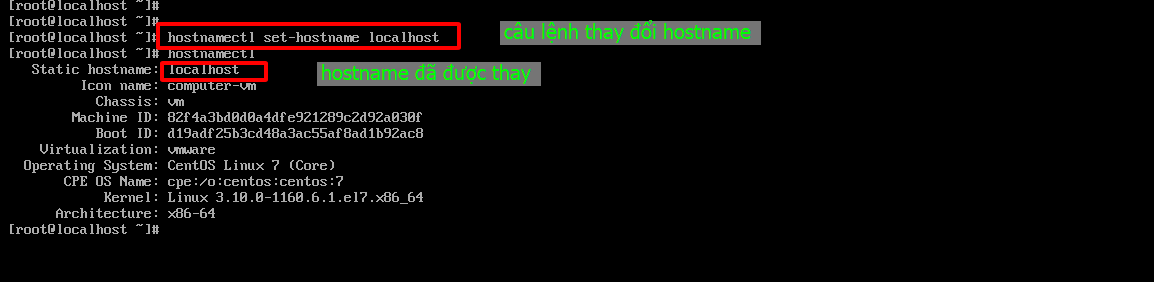 [root@localhost ~]#
[root@localhost ~]#
[root@localhost ~]# hostnamectl set-hostname localhost
câu lệnh thay đổi hostname
[root@localhost ~]# hostnamectl
Static hostname: localhost
hostname đã được thay
Icon name: computer-vm
Chassis: vm
Machine ID: 82f4a3bd0d0a4dfe921289c2d92a030f
Boot ID: d19adf25b3cd48a3ac55af8ad1b92ac8
Virtualization: vmware
Operating System: CentOS Linux 7 (Core)
CPE OS Name: cpe:/o:centos:centos:7
Kernel: Linux 3.10.0-1160.6.1.el7.x86_64
Architecture: x86-64
[root@localhost ~]#